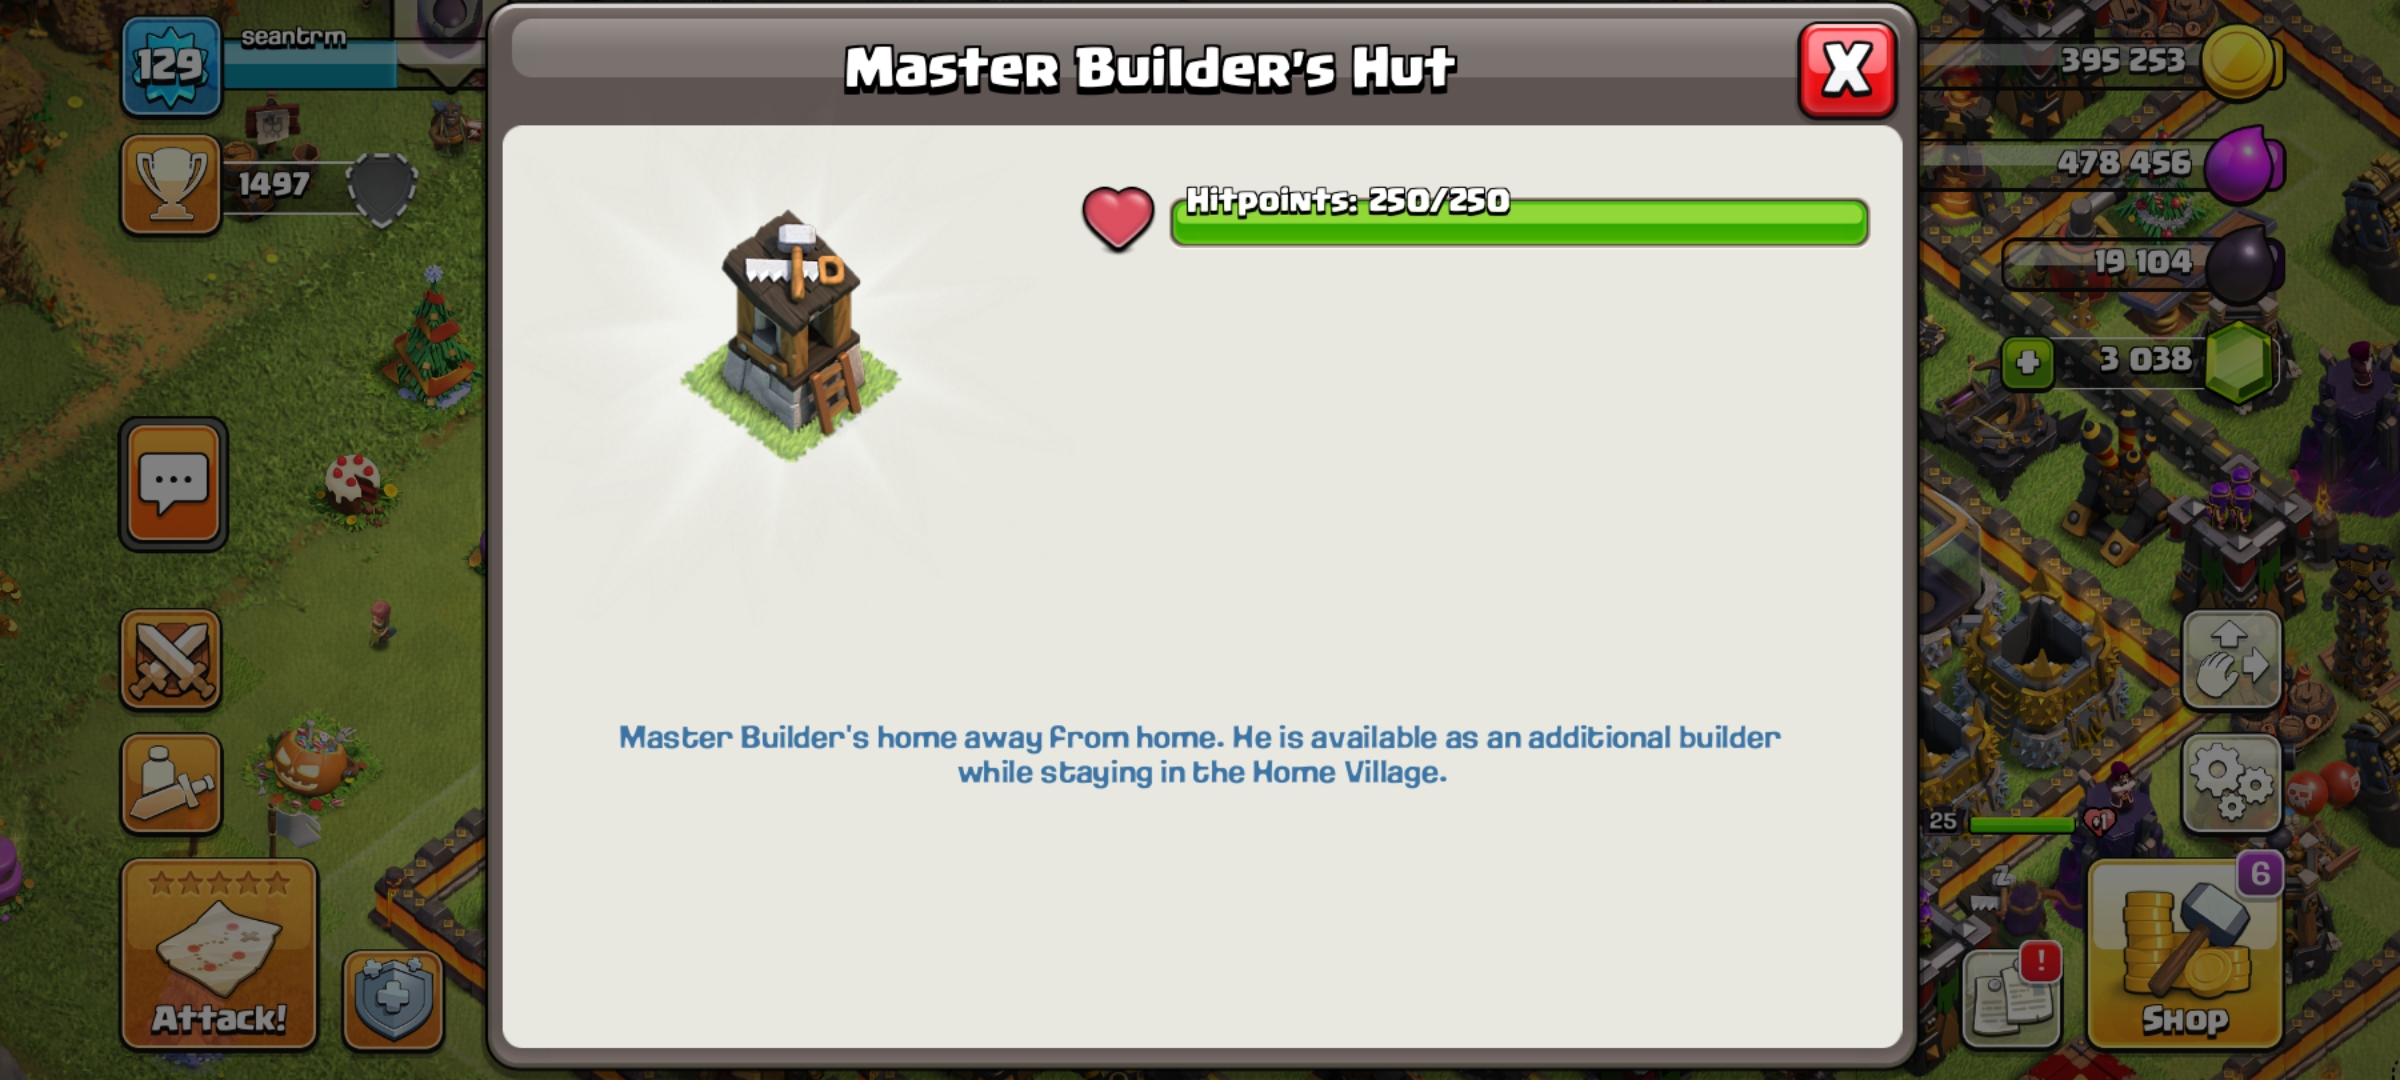 129
seantrm
1497
Master Builder's Hut
X
395 253
478 456
19 104
3 038
Hitpoints: 250/250
Master Builder's home away from home. He is available as an additional builder
while staying in the Home Village.
25
+1
Z
6
!
Attack!
Shop